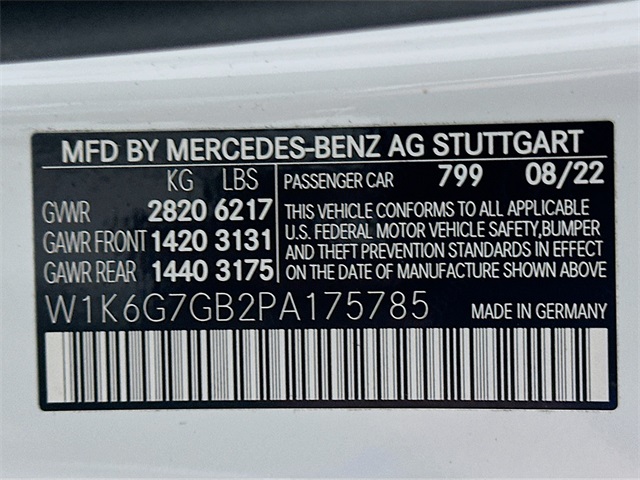 MFD BY MERCEDES-BENZ AG STUTTGART
KG LBS
GVWR 2820 6217
GAWR FRONT 1420 3131
GAWR REAR 1440 3175
PASSENGER CAR 799 08/22
THIS VEHICLE CONFORMS TO ALL APPLICABLE
U.S. FEDERAL MOTOR VEHICLE SAFETY,BUMPER
AND THEFT PREVENTION STANDARDS IN EFFECT
ON THE DATE OF MANUFACTURE SHOWN ABOVE.
W1K6G7GB2PA175785
MADE IN GERMANY